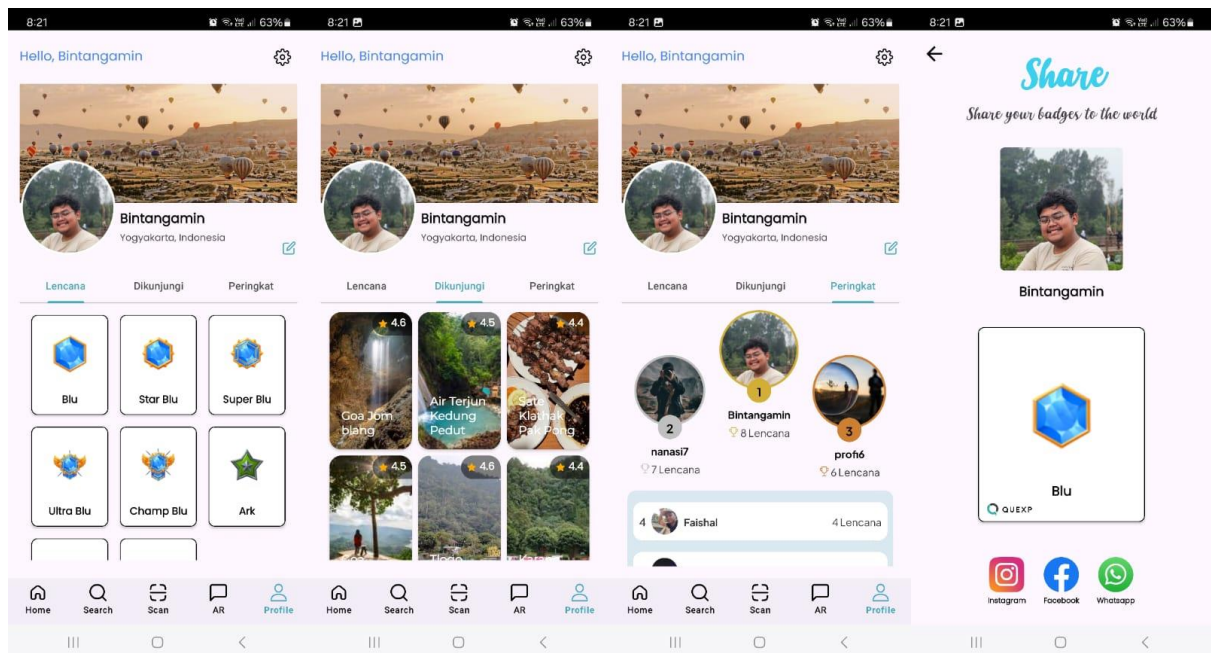 8:21
63%
Hello, Bintangamin
Bintangamin
Yogyakarta, Indonesia
Lencana Dikunjungi Peringkat
Blu Star Blu Super Blu
Ultra Blu Champ Blu Ark
Home Search Scan AR Profile
8:21
63%
Hello, Bintangamin
Bintangamin
Yogyakarta, Indonesia
Lencana Dikunjungi Peringkat
4.6 4.5 4.4
Goa Jom
blang
Air Terjun
Kedung
Pedut
Sate
Klathak
Pak Pong
4.5 4.6 4.4
Home Search Scan AR Profile
8:21
63%
Hello, Bintangamin
Bintangamin
Yogyakarta, Indonesia
Lencana Dikunjungi Peringkat
1
Bintangamin
8 Lencana
2
nanasi7
7 Lencana
3
profi6
6 Lencana
4 Faishal 4 Lencana
Home Search Scan AR Profile
8:21
63%
Share
Share your badges to the world
Bintangamin
Blu
QUEXP
Instagram Facebook Whatsapp